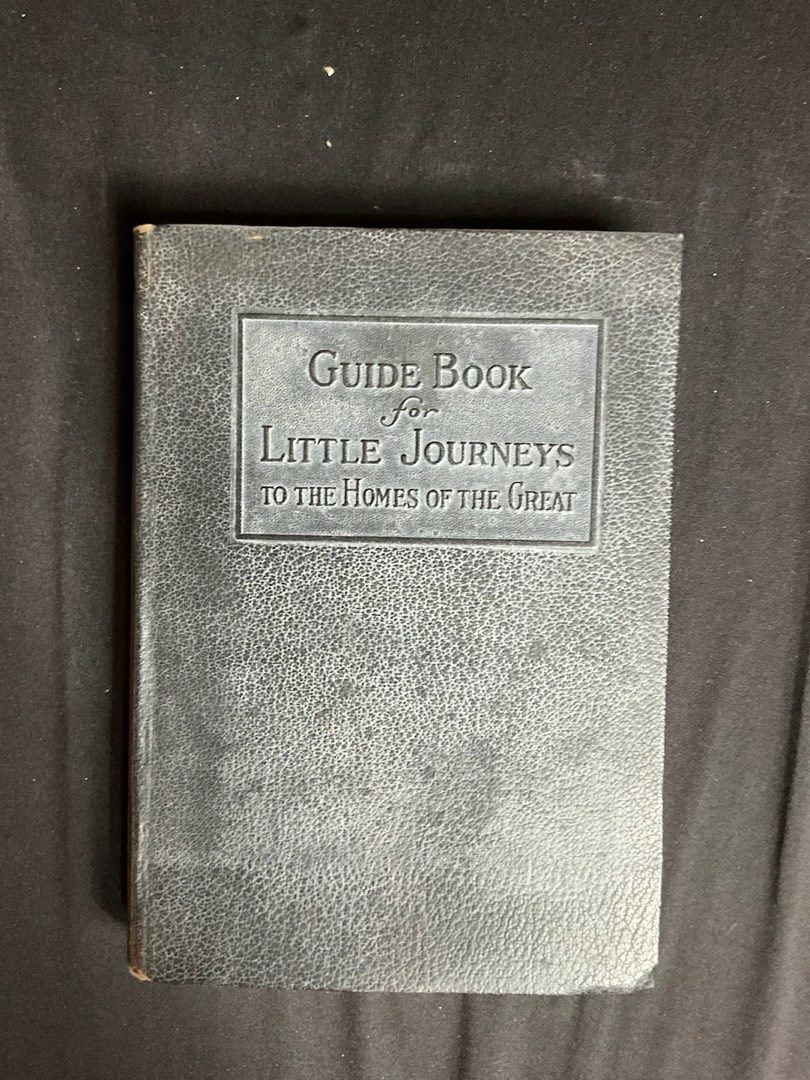 Guide Book
for
Little Journeys
to the Homes of the Great